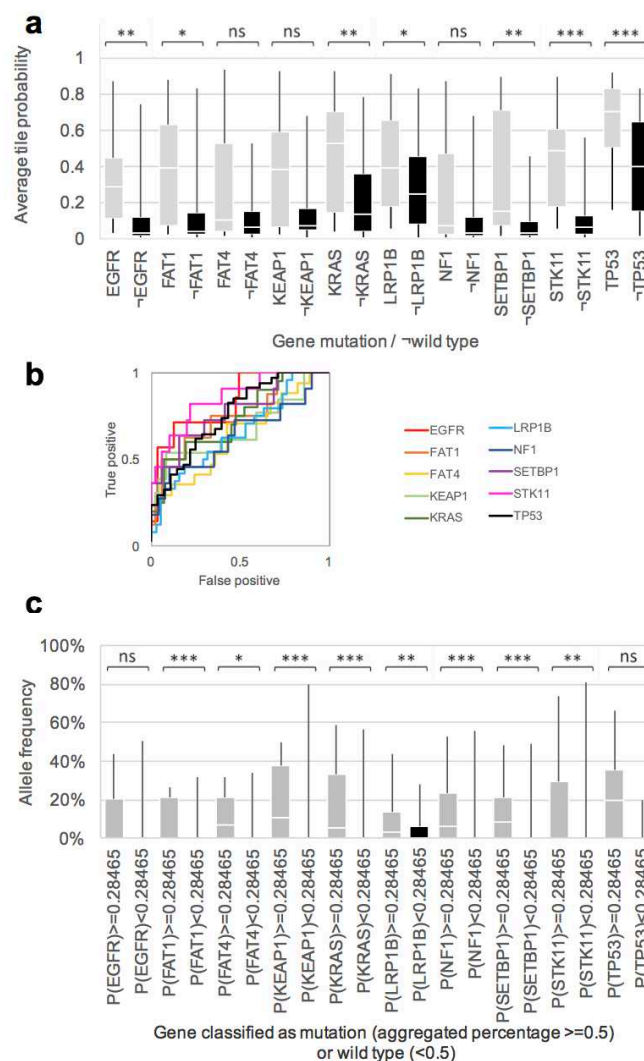 a
** * ns ns ** * ns ** *** ***
Average tile probability
1
0.8
0.6
0.4
0.2
0
EGFR
¬EGFR
FAT1
¬FAT1
FAT4
¬FAT4
KEAP1
¬KEAP1
KRAS
¬KRAS
LRP1B
¬LRP1B
NF1
¬NF1
SETBP1
¬SETBP1
STK11
¬STK11
TP53
¬TP53
Gene mutation / ¬wild type
b
True positive
1
0.5
0
0 0.5 1
False positive
EGFR
FAT1
FAT4
KEAP1
KRAS
LRP1B
NF1
SETBP1
STK11
TP53
c
ns *** * *** *** ** *** *** ** ns
Allele frequency
100%
80%
60%
40%
20%
0%
P(EGFR)>=0.28465
P(EGFR)<0.28465
P(FAT1)>=0.28465
P(FAT1)<0.28465
P(FAT4)>=0.28465
P(FAT4)<0.28465
P(KEAP1)>=0.28465
P(KEAP1)<0.28465
P(KRAS)>=0.28465
P(KRAS)<0.28465
P(LRP1B)>=0.28465
P(LRP1B)<0.28465
P(NF1)>=0.28465
P(NF1)<0.28465
P(SETBP1)>=0.28465
P(SETBP1)<0.28465
P(STK11)>=0.28465
P(STK11)<0.28465
P(TP53)>=0.28465
P(TP53)<0.28465
Gene classified as mutation (aggregated percentage >=0.5)
or wild type (<0.5)